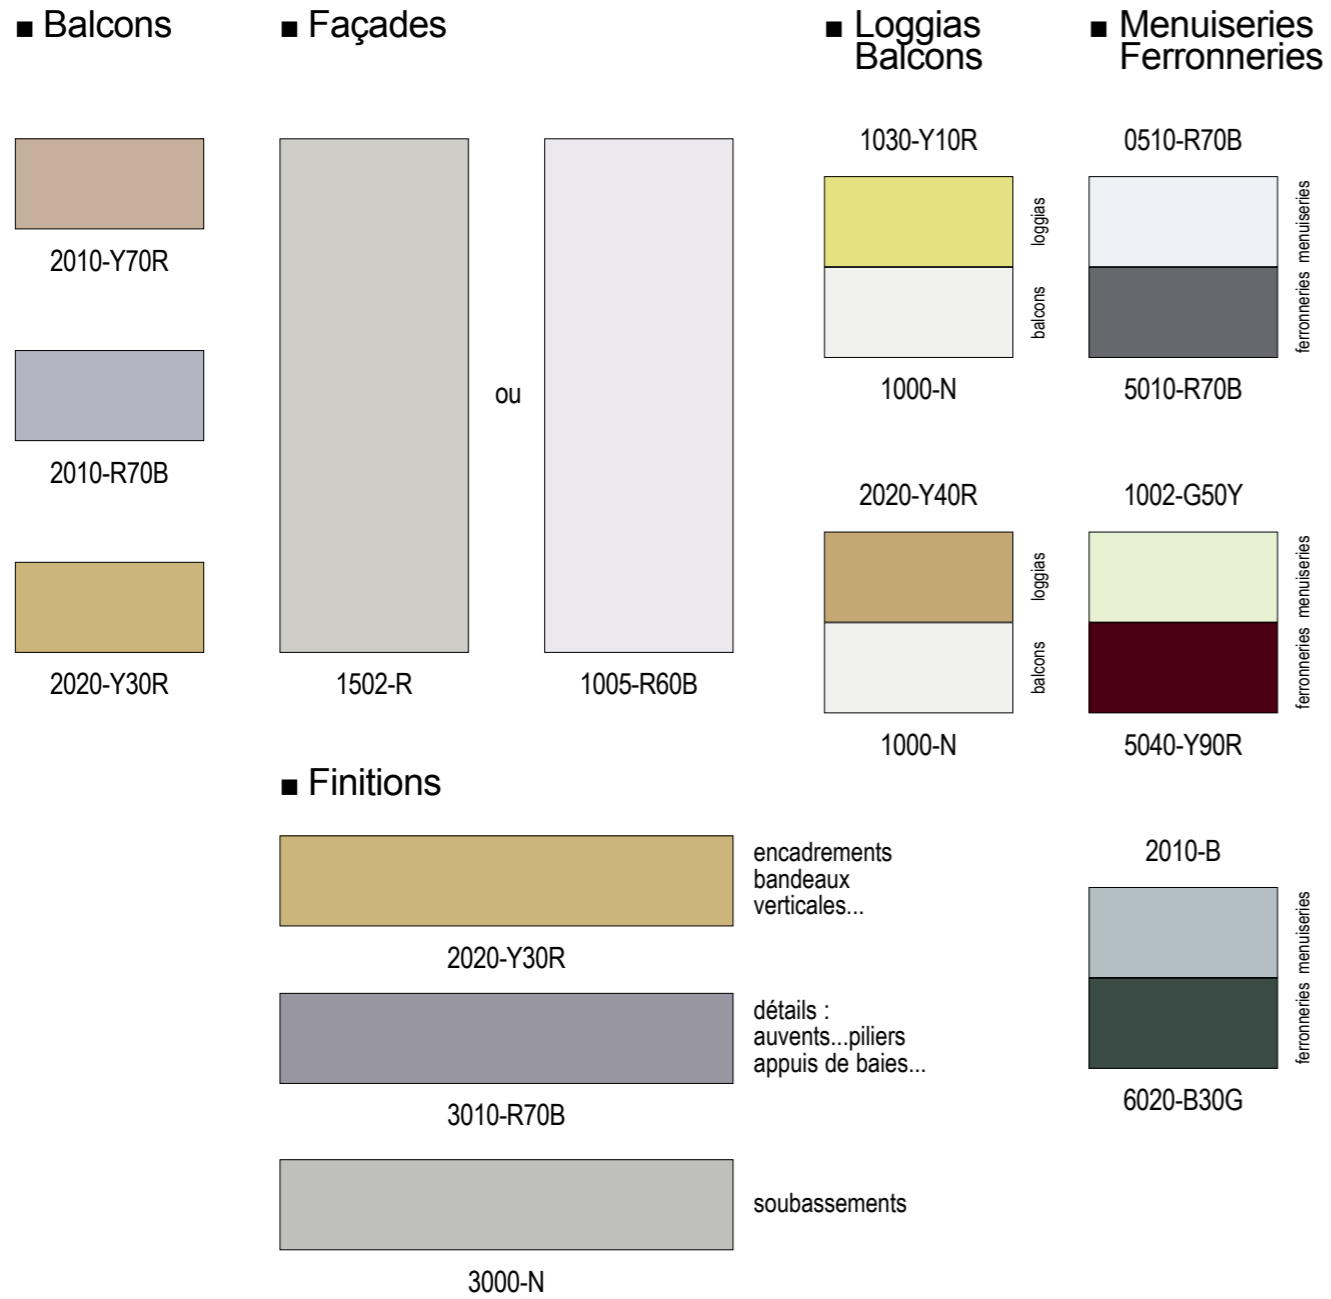 ■ Balcons
2010-Y70R
2010-R70B
2020-Y30R
■ Façades
1502-R
ou
1005-R60B
■ Finitions
2020-Y30R
encadrements
bandeaux
verticales...
3010-R70B
détails :
auvents...piliers
appuis de baies...
3000-N
soubassements
■ Loggias
Balcons
1030-Y10R
loggias
balcons
1000-N
2020-Y40R
loggias
balcons
1000-N
■ Menuiseries
Ferronneries
0510-R70B
menuiseries
ferronneries
5010-R70B
1002-G50Y
menuiseries
ferronneries
5040-Y90R
2010-B
menuiseries
ferronneries
6020-B30G